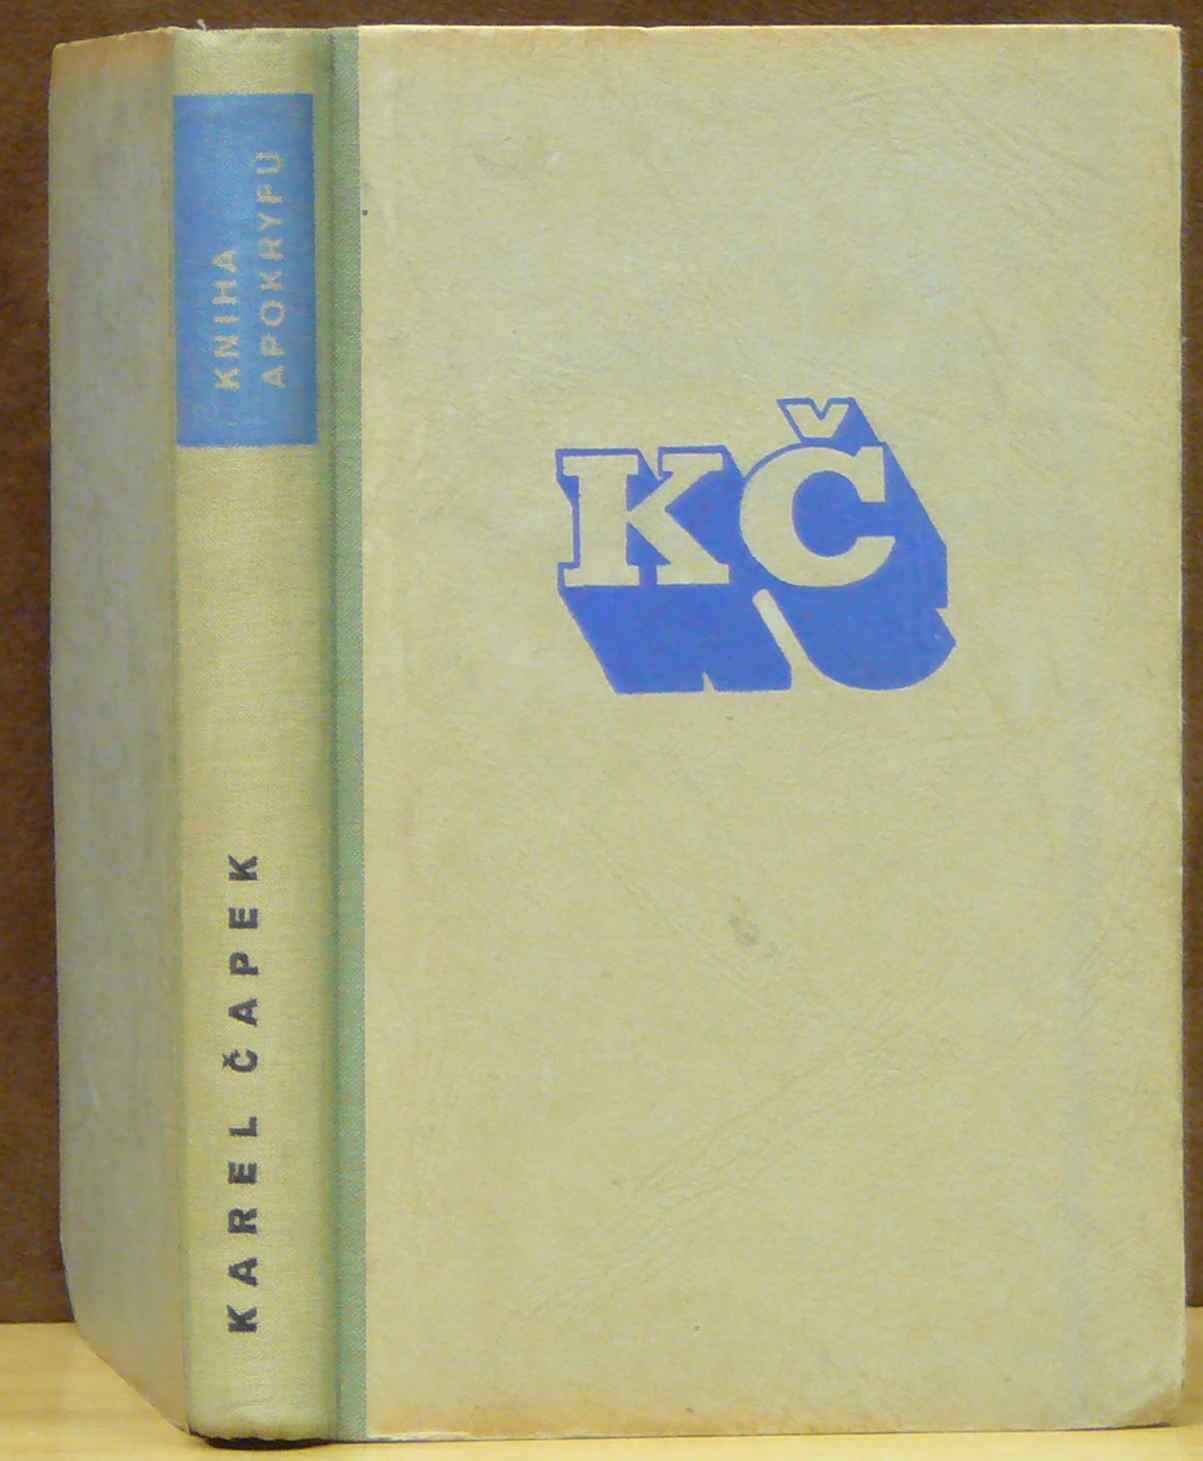 KNIHA
APOKRYFŮ
KAREL ČAPEK
KČ